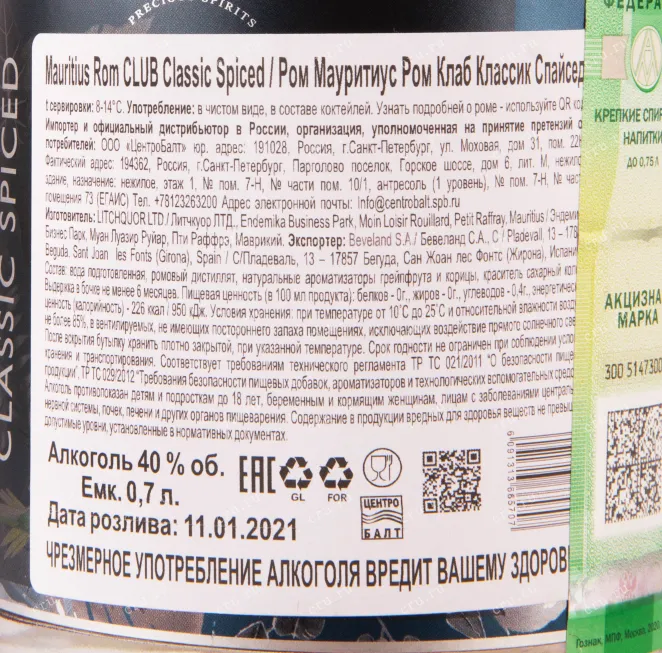 PRECIOUS SPIRITS
CLASSIC SPICED
Mauritius Rom CLUB Classic Spiced / Ром Мауритиус Ром Клаб Классик Спайсед
t сервировки: 8-14°С. Употребление: в чистом виде, в составе коктейлей. Узнать подробней о роме - используйте QR
Импортер и официальный дистрибьютор в России, организация, уполномоченная на принятие претензий о
потребителей: ООО «ЦентроБалт» юр. адрес: 191028, Россия, г.Санкт-Петербург, ул. Моховая, дом 31, пом. 22Н
Фактический адрес: 194362, Россия, г.Санкт-Петербург, Парголово поселок, Горское шоссе, дом 6, лит. М, нежило
здание, назначение: нежилое, этаж 1, № пом. 7-Н, № части пом. 10/1, антресоль (1 уровень), № пом. 7-Н, №
помещения 73 (ЕГАИС) Тел. +78123263200 Адрес электронной почты: Info@centrobalt.spb.ru
Изготовитель: LITCHQUOR LTD / Литчкуор ЛТД., Endemika Business Park, Moin Loisir Rouillard, Petit Raffray, Mauritius / Эндеми
Бизнес Парк, Муан Луазир Руйар, Пти Раффрэ, Маврикий. Экспортер: Beveland S.A./ Бевеланд С.А., C / Pladevall, 13 – 178
Beguda, Sant Joan les Fonts (Girona), Spain / С/Пладеваль, 13 – 17857 Бегуда, Сан Жоан лес Фонтс (Жирона), Испани
Состав: вода подготовленная, ромовый дистиллят, натуральные ароматизаторы грейпфрута и корицы, краситель сахарный кол
Выдержка в бочке не менее 6 месяцев. Пищевая ценность (в 100 мл продукта): белков - 0г., жиров - 0г., углеводов - 0,4г., энергетиче
ценность (калорийность) - 226 ккал / 950 кДж. Условия хранения: при температуре от 10°С до 25°С и относительной влажности возд
не более 85%, в вентилируемых, не имеющих постороннего запаха помещениях, исключающих воздействие прямого солнечного све
После вскрытия бутылку хранить плотно закрытой, при указанной температуре. Срок годности не ограничен при соблюдении усло
хранения и транспортирования. Соответствует требованиям технического регламента ТР ТС 021/2011 "О безопасности пище
продукции", ТР ТС 029/2012 "Требования безопасности пищевых добавок, ароматизаторов и технологических вспомогательных средс
Алкоголь противопоказан детям и подросткам до 18 лет, беременным и кормящим женщинам, лицам с заболеваниями централь
нервной системы, почек, печени и других органов пищеварения. Содержание в продукции вредных для здоровья веществ не превыш
допустимые уровни, установленные в нормативных документах.
Алкоголь 40 % об.
Емк. 0,7 л.
Дата розлива: 11.01.2021
EAC
GL
FOR
ЦЕНТРО
БАЛТ
ЧРЕЗМЕРНОЕ УПОТРЕБЛЕНИЕ АЛКОГОЛЯ ВРЕДИТ ВАШЕМУ ЗДОРОВ
ФЕДЕРА
КРЕПКИЕ СПИР
НАПИТКИ
ДО 0,75 Л
АКЦИЗНА
МАРКА
300 5147300
Гознак, МПФ, Москва, 2020